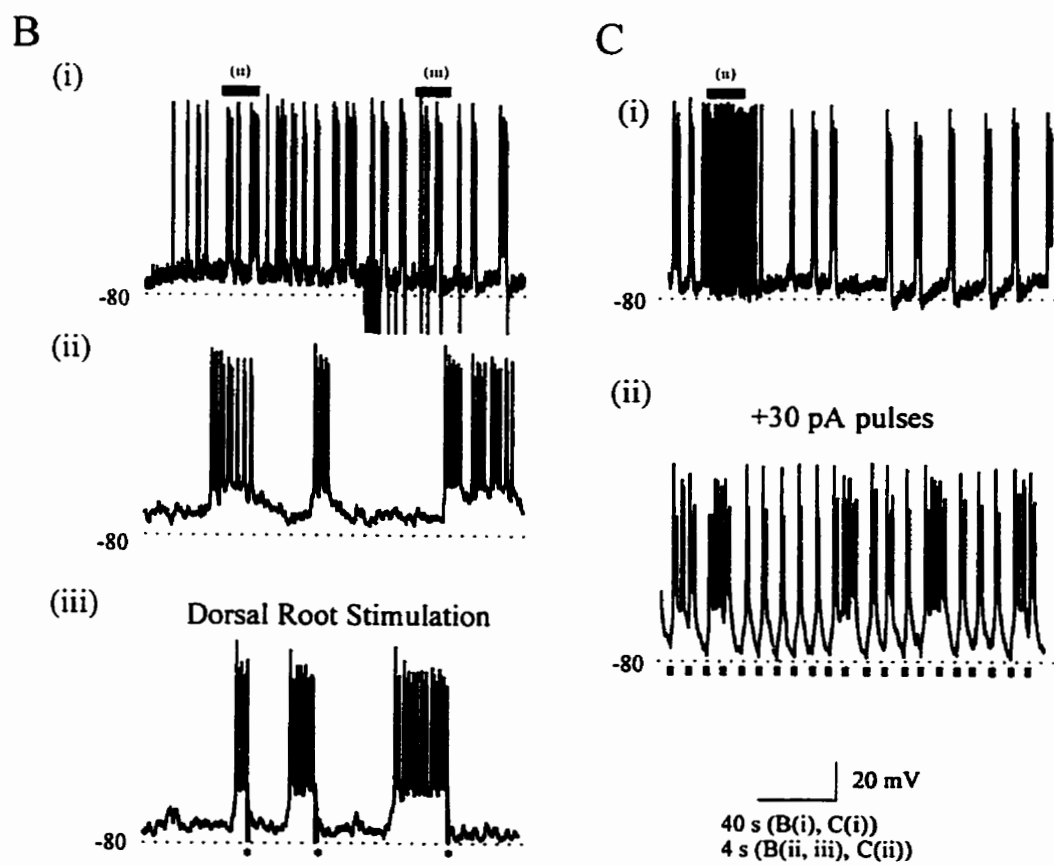 B
(i)
(ii)
(iii)
-80
(ii)
-80
(iii)
Dorsal Root Stimulation
-80
* * *
C
(i)
(ii)
-80
(ii)
+30 pA pulses
-80
20 mV
40 s (B(i), C(i))
4 s (B(ii, iii), C(ii))